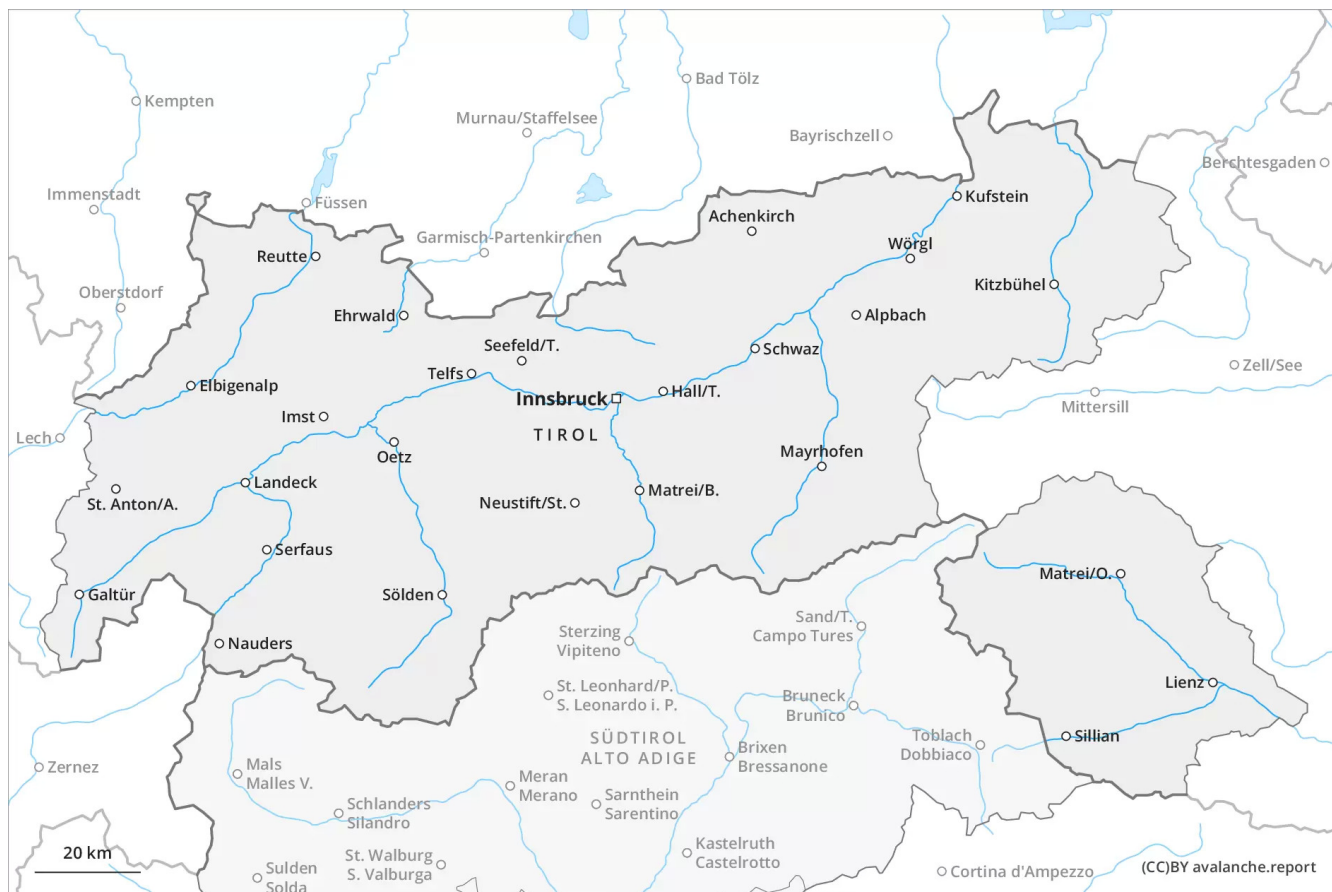 Bad Tölz
Kempten
Murnau/Staffelsee
Bayrischzell
Berchtesgaden
Immenstadt
Füssen
Kufstein
Achenkirch
Garmisch-Partenkirchen
Wörgl
Reutte
Kitzbühel
Oberstdorf
Ehrwald
Alpbach
Seefeld/T.
Schwaz
Zell/See
Telfs
Elbigenalp
Hall/T.
Innsbruck
Mittersill
Imst
TIROL
Lech
Oetz
Mayrhofen
Landeck
Matrei/B.
St. Anton/A.
Neustift/St.
Serfaus
Matrei/O.
Galtür
Sölden
Sand/T.
Campo Tures
Sterzing
Vipiteno
Nauders
Lienz
St. Leonhard/P.
S. Leonardo i. P.
Bruneck
Brunico
SÜDTIROL
ALTO ADIGE
Toblach
Dobbiaco
Sillian
Brixen
Bressanone
Zernez
Mals
Malles V.
Meran
Merano
Sarnthein
Sarentino
Schlanders
Silandro
Kastelruth
Castelrotto
20 km
St. Walburg
S. Valburga
Sulden
Solda
Cortina d'Ampezzo
(CC)BY avalanche.report